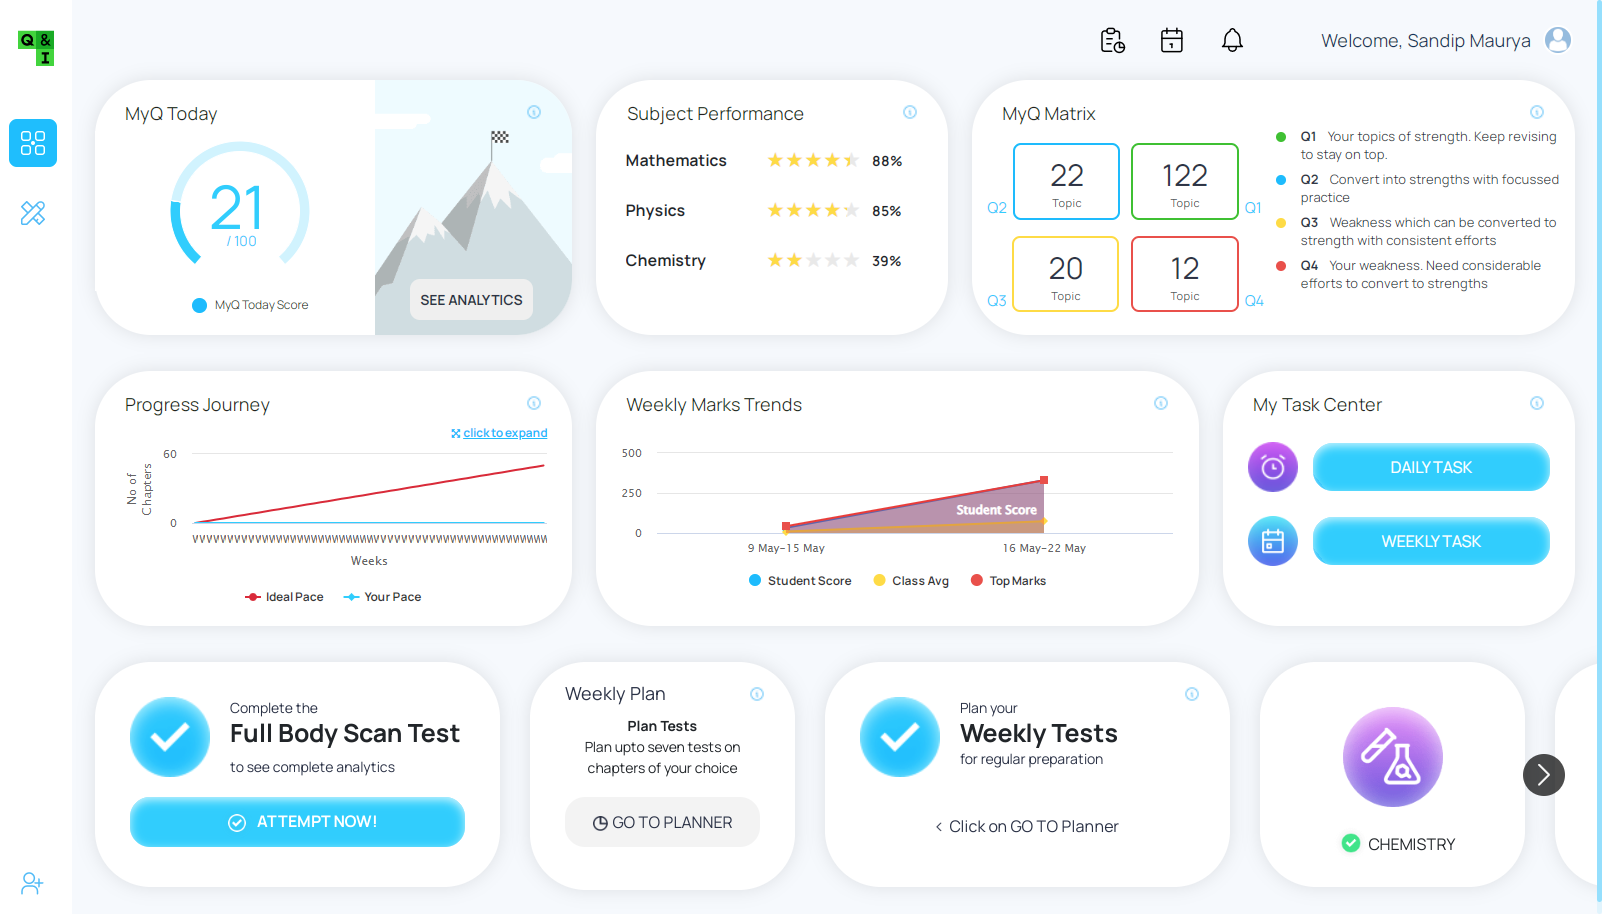 Q &
I
1
Welcome, Sandip Maurya
MyQ Today
21
/ 100
MyQ Today Score
SEE ANALYTICS
Subject Performance
Mathematics 88%
Physics 85%
Chemistry 39%
MyQ Matrix
Q2
22
Topic
122
Topic
Q1
Q3
20
Topic
12
Topic
Q4
Q1 Your topics of strength. Keep revising
to stay on top.
Q2 Convert into strengths with focussed
practice
Q3 Weakness which can be converted to
strength with consistent efforts
Q4 Your weakness. Need considerable
efforts to convert to strengths
Progress Journey
click to expand
No of
Chapters
60
0
Weeks
Ideal Pace Your Pace
Weekly Marks Trends
500
250
0
Student Score
9 May-15 May 16 May-22 May
Student Score Class Avg Top Marks
My Task Center
DAILY TASK
WEEKLY TASK
Complete the
Full Body Scan Test
to see complete analytics
ATTEMPT NOW!
Weekly Plan
Plan Tests
Plan upto seven tests on
chapters of your choice
GO TO PLANNER
Plan your
Weekly Tests
for regular preparation
< Click on GO TO Planner
CHEMISTRY